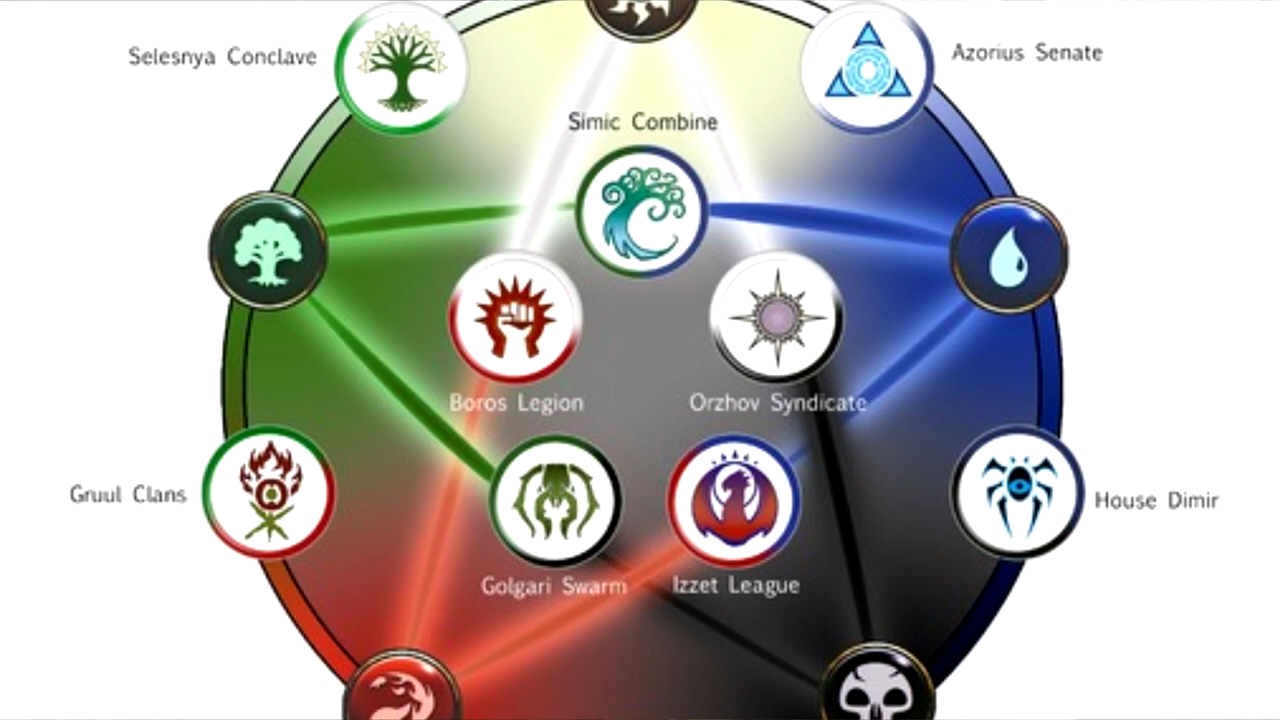 Selesnya Conclave
Azorius Senate
Simic Combine
Boros Legion
Orzhov Syndicate
Gruul Clans
House Dimir
Golgari Swarm
Izzet League